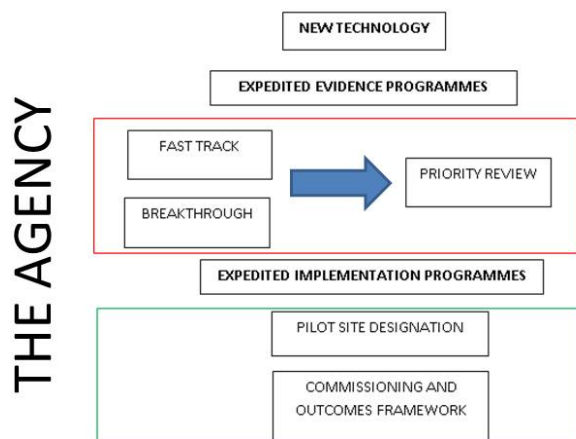 THE AGENCY
NEW TECHNOLOGY
EXPEDITED EVIDENCE PROGRAMMES
FAST TRACK
PRIORITY REVIEW
BREAKTHROUGH
EXPEDITED IMPLEMENTATION PROGRAMMES
PILOT SITE DESIGNATION
COMMISSIONING AND
OUTCOMES FRAMEWORK